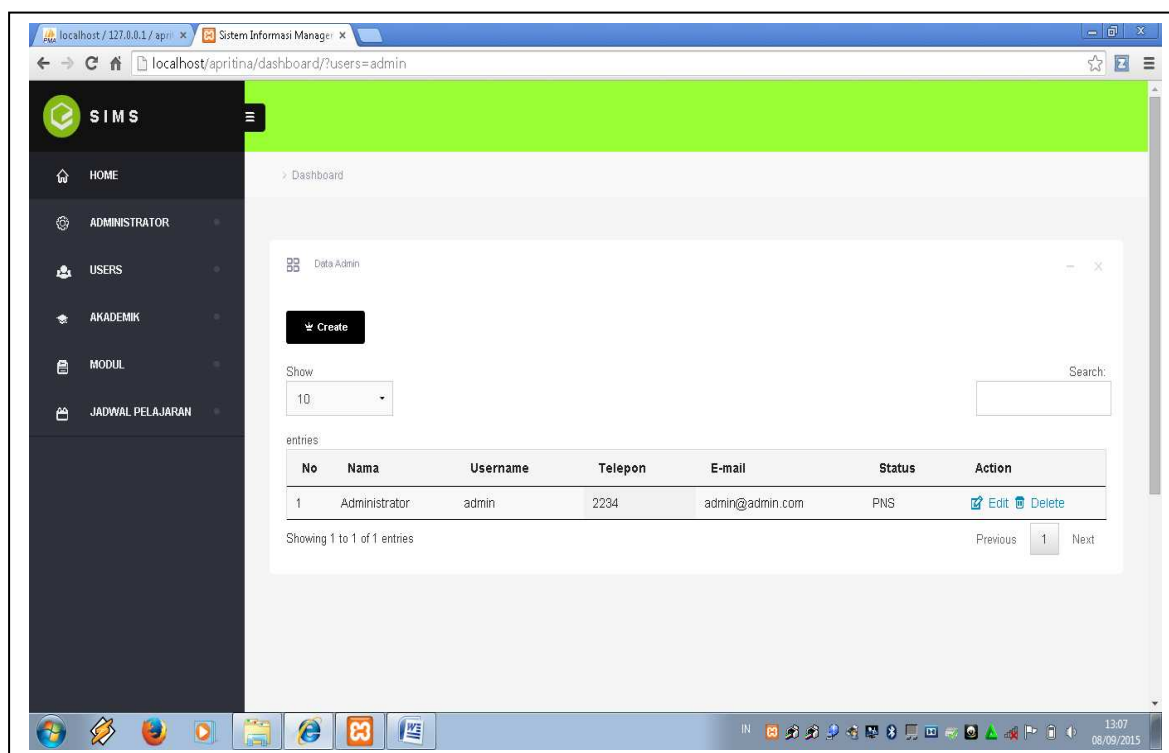 localhost / 127.0.0.1 / apri
Sistem Informasi Manager
localhost/apritina/dashboard/?users=admin
SIMS
HOME
> Dashboard
ADMINISTRATOR
USERS
Data Admin
AKADEMIK
Create
MODUL
Show
Search:
10
JADWAL PELAJARAN
entries
No Nama Username Telepon E-mail Status Action
1 Administrator admin 2234 admin@admin.com PNS Edit Delete
Showing 1 to 1 of 1 entries
Previous 1 Next
IN
13:07
08/09/2015